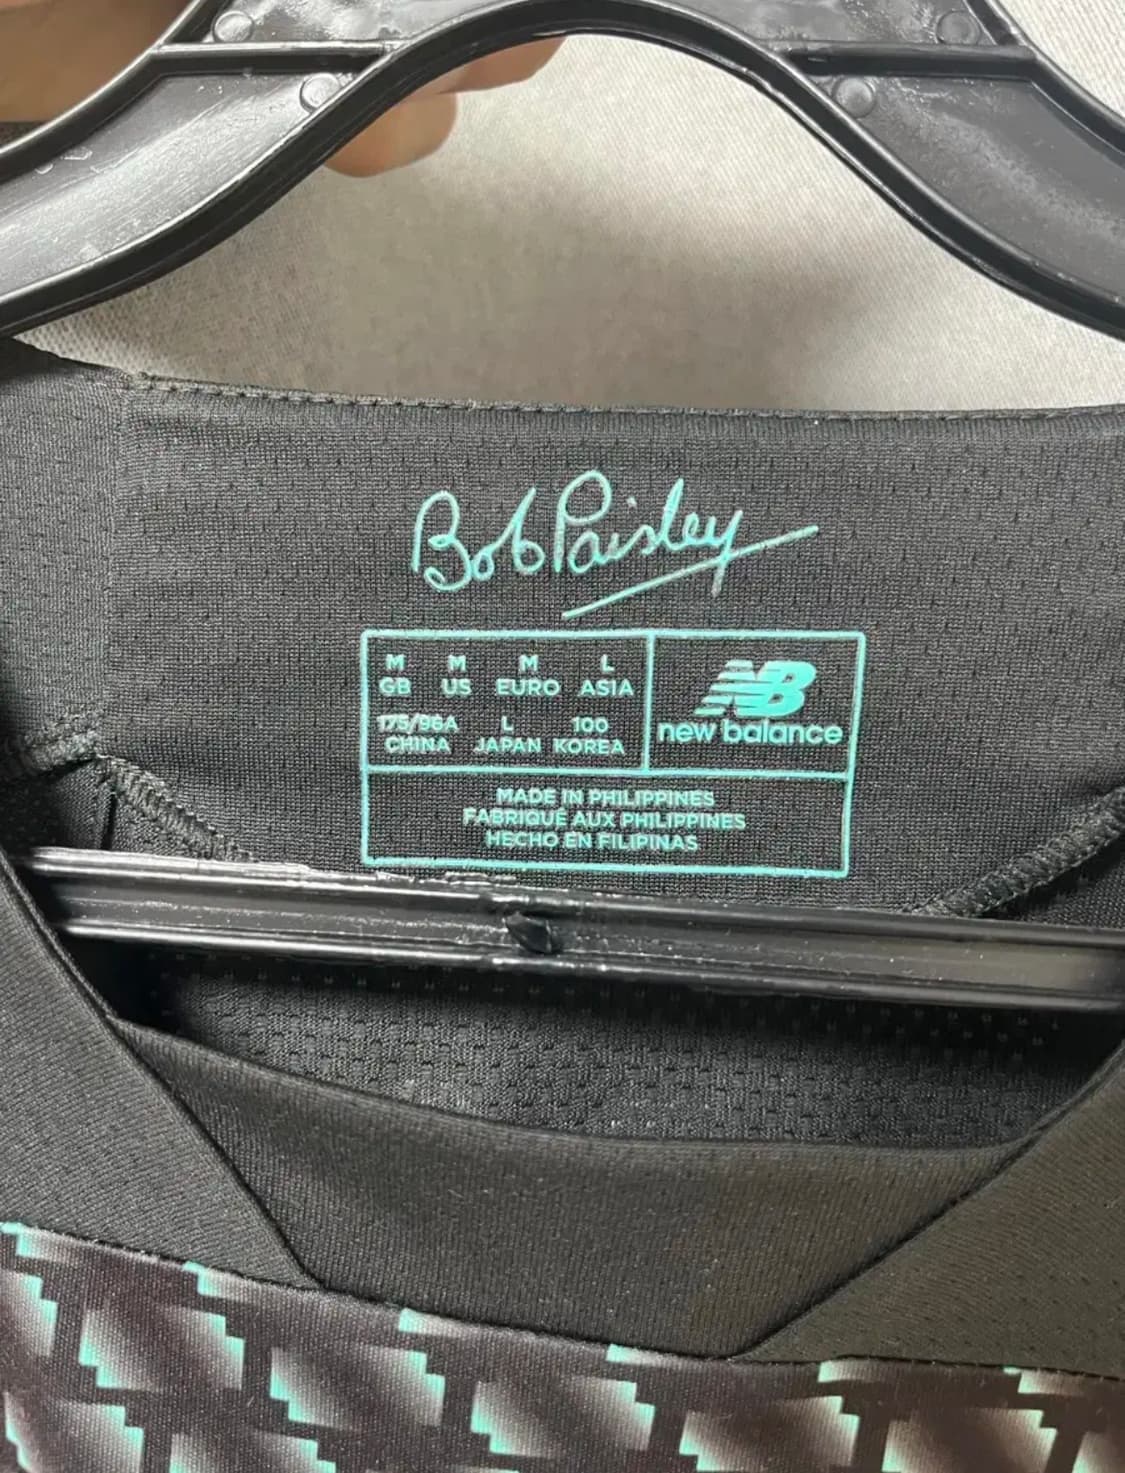 Bob Paisley
M M M L
GB US EURO ASIA
175/96A L 100
CHINA JAPAN KOREA
NB
new balance
MADE IN PHILIPPINES
FABRIQUÉ AUX PHILIPPINES
HECHO EN FILIPINAS